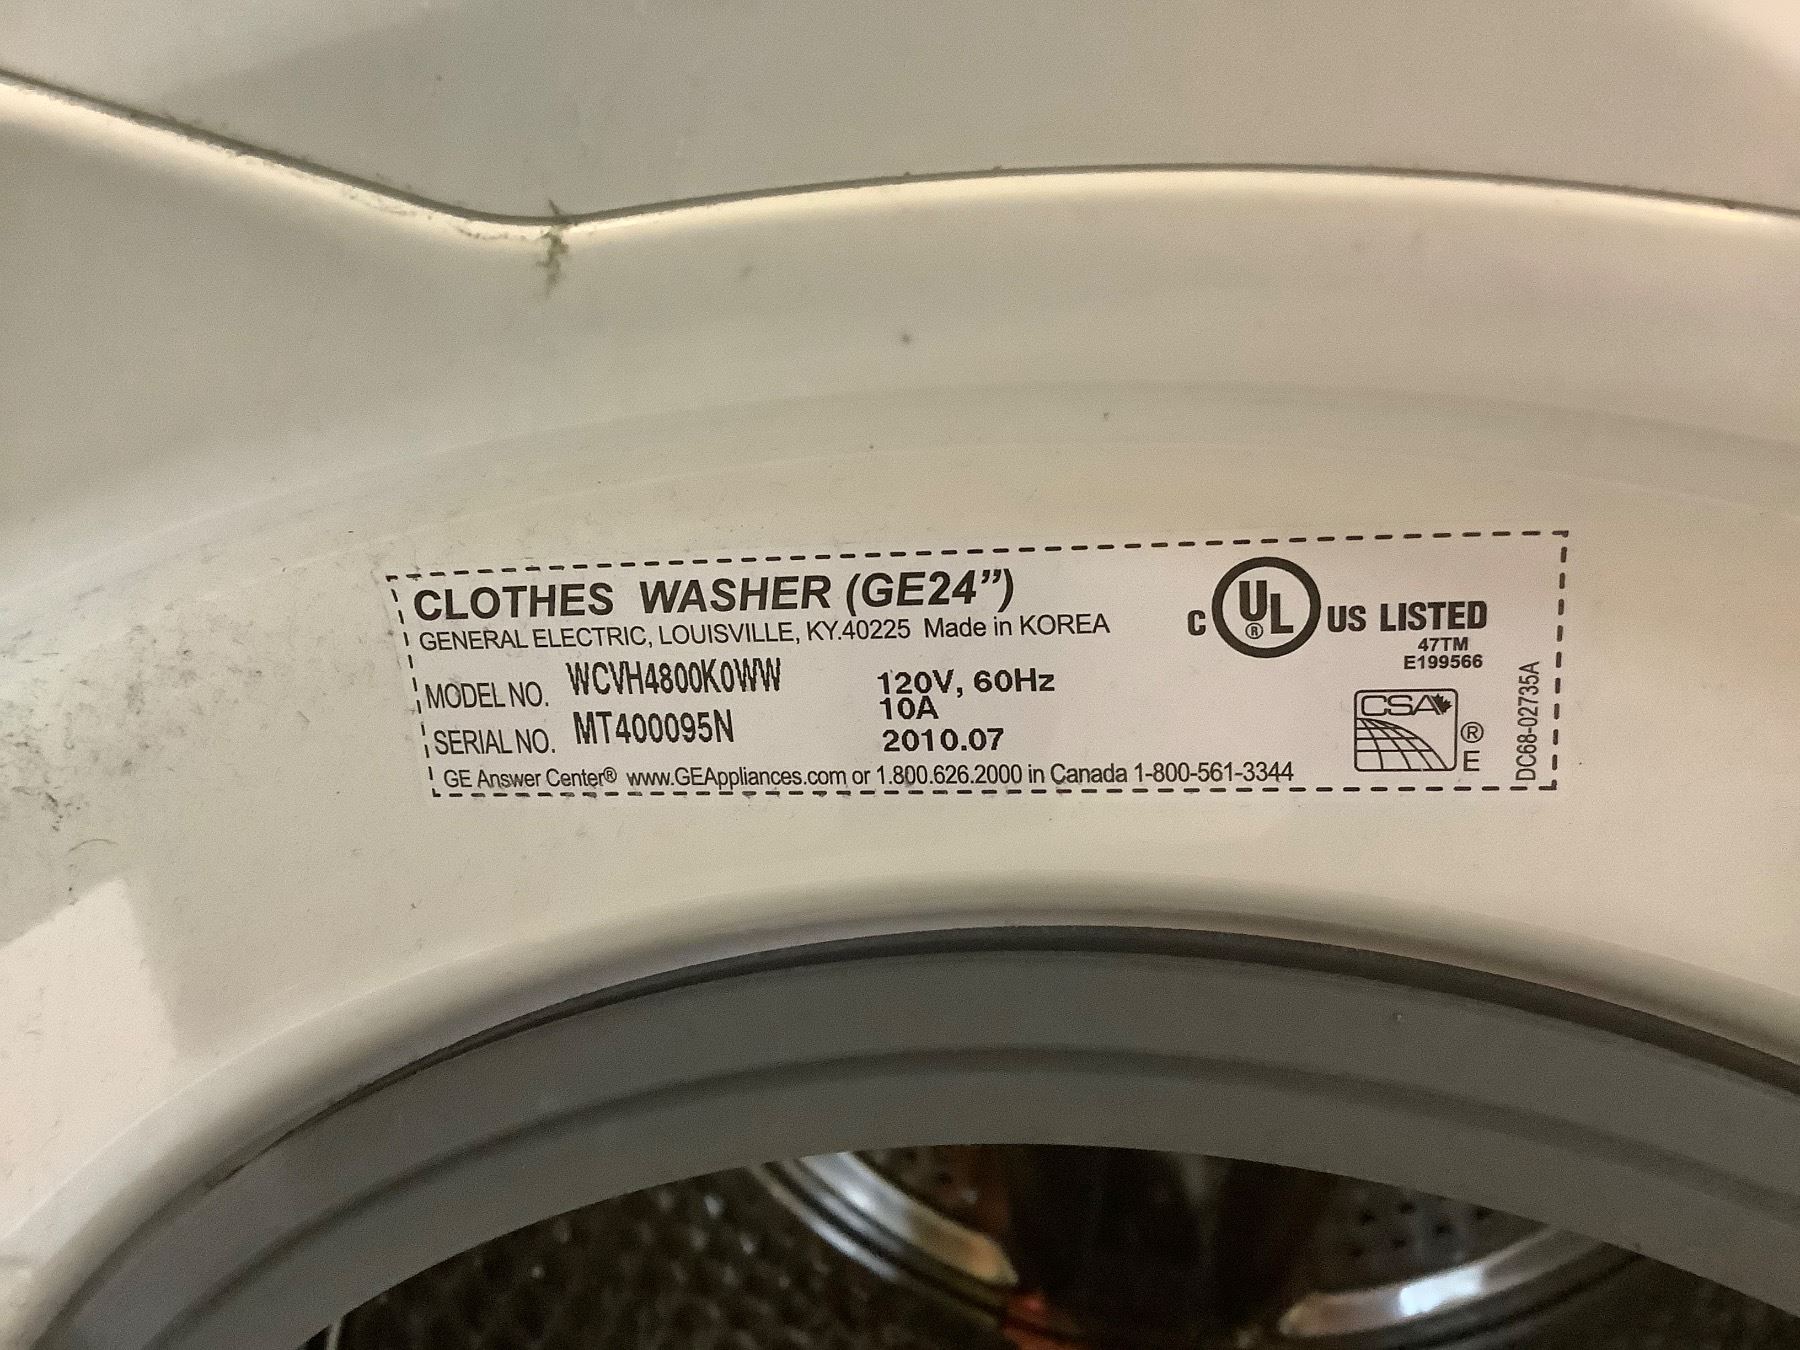 CLOTHES WASHER (GE24”)
GENERAL ELECTRIC, LOUISVILLE, KY.40225 Made in KOREA
MODEL NO. WCVH4800K0WW
SERIAL NO. MT400095N
120V, 60Hz
10A
2010.07
GE Answer Center® www.GEAppliances.com or 1.800.626.2000 in Canada 1-800-561-3344
C UL® US LISTED
47TM
E199566
CSA ®
E
DC68-02735A